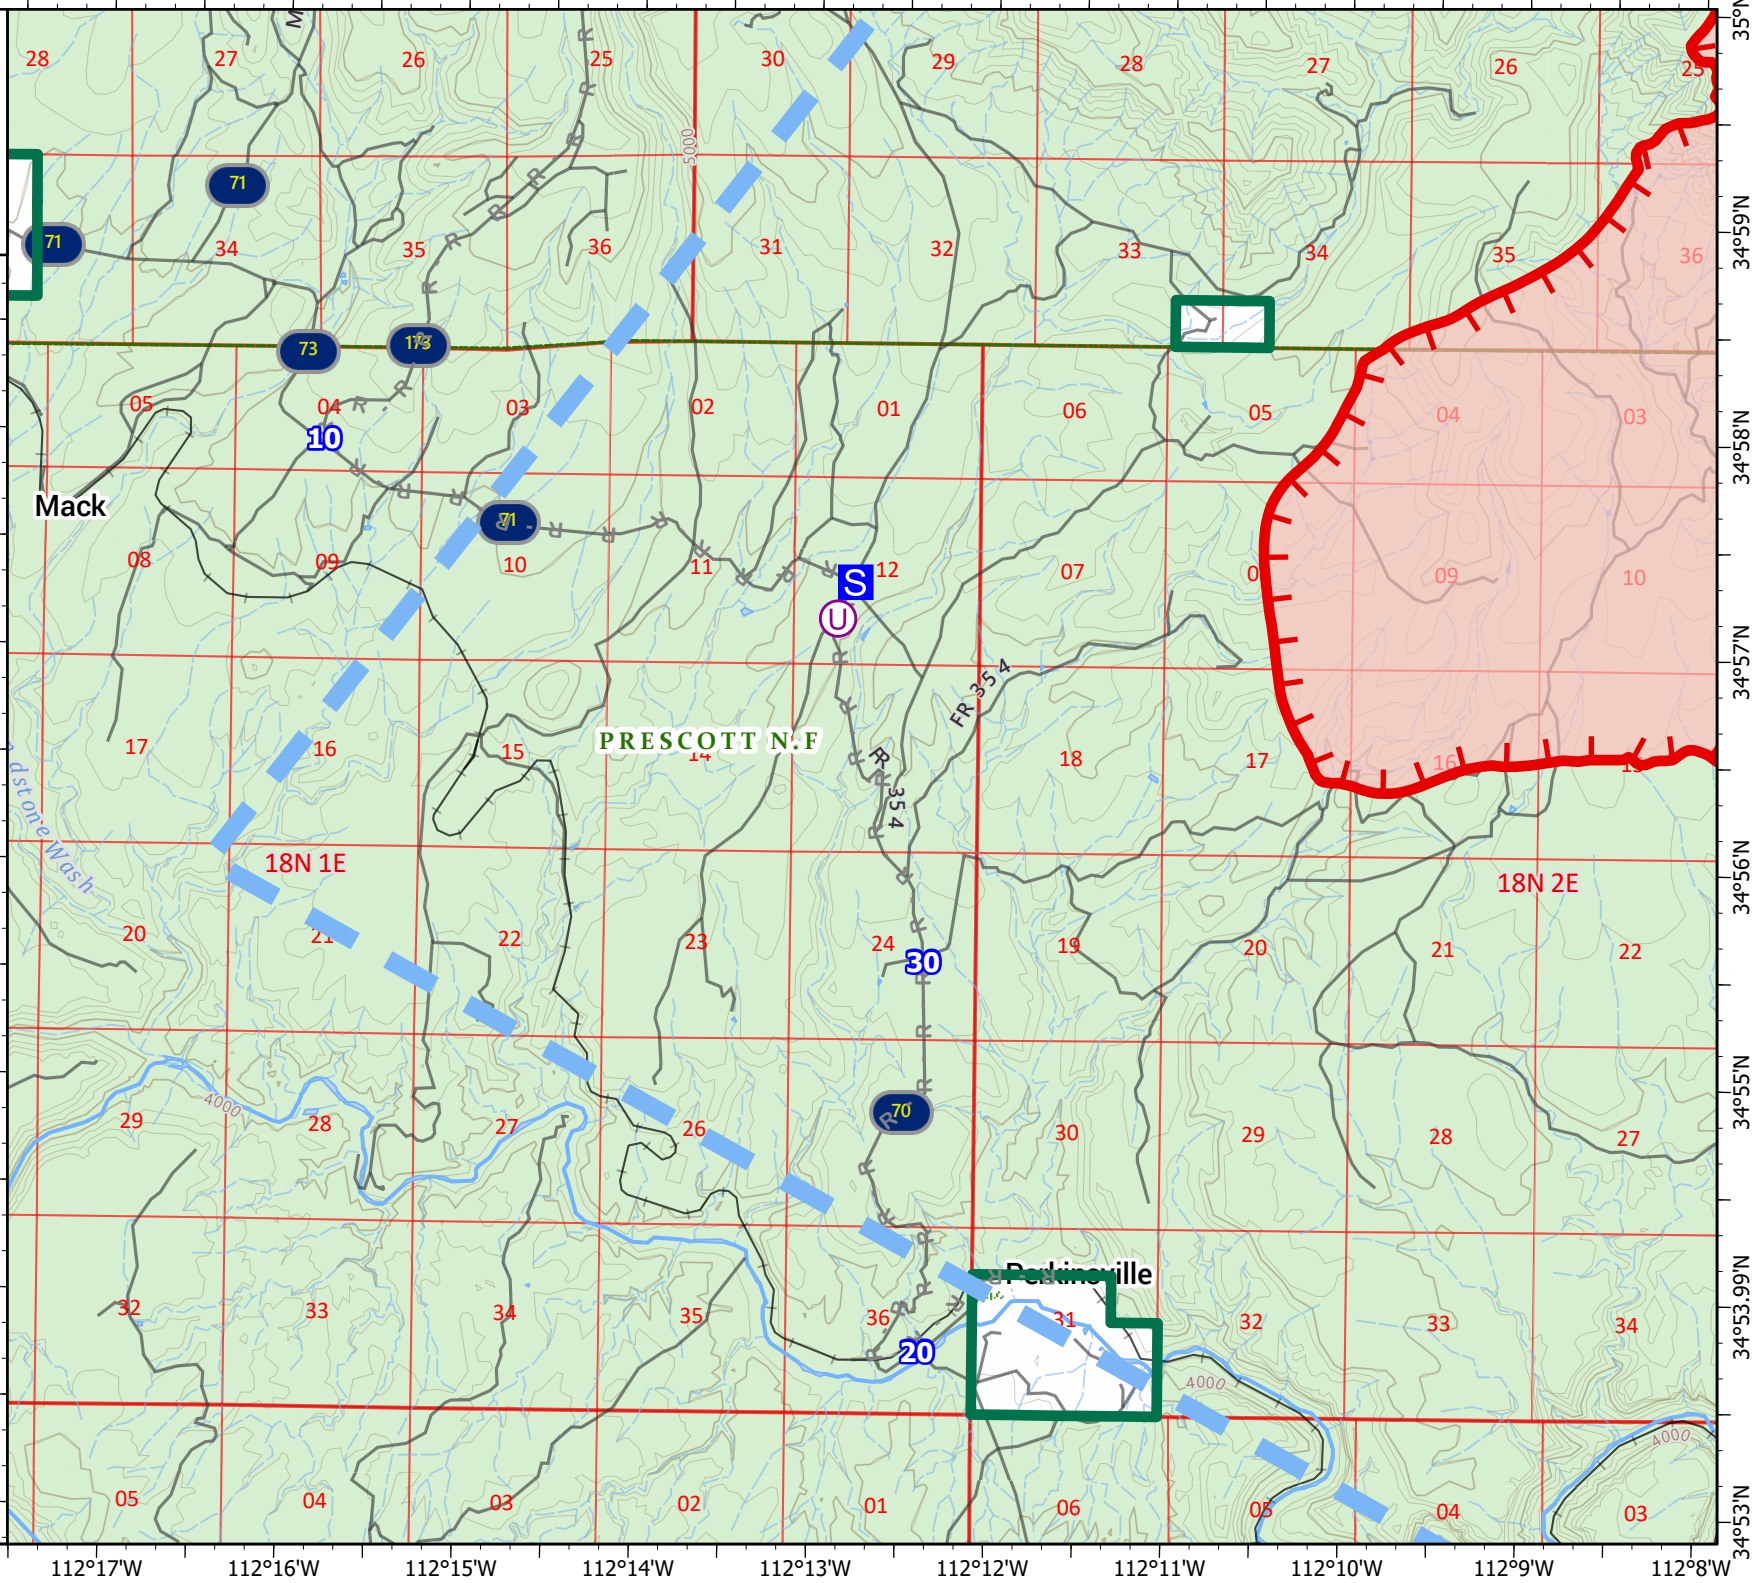 M
28 27 26 25 30 29 28 27 26 25
5000
71
71 34 35 36 31 32 33 34 35 36
73 173
05 04 03 02 01 06 05 04 03
10
Mack
71
08 09 10 11 12 07 0 09 10
S
U
FR 354
PRESCOTT N.F
17 16 15 14 18 17 16 15
R 354
dstone Wash
18N 1E
18N 2E
20 21 22 23 24 19 20 21 22
30
4000
70
29 28 27 26 30 29 28 27
Perkinsville
32 33 34 35 36 31 32 33 34
20
4000
4000
05 04 03 02 01 06 05 04 03
5°N
34°59'N
34°58'N
34°57'N
34°56'N
34°55'N
34°53.99'N
34°53'N
112°17'W 112°16'W 112°15'W 112°14'W 112°13'W 112°12'W 112°11'W 112°10'W 112°9'W 112°8'W